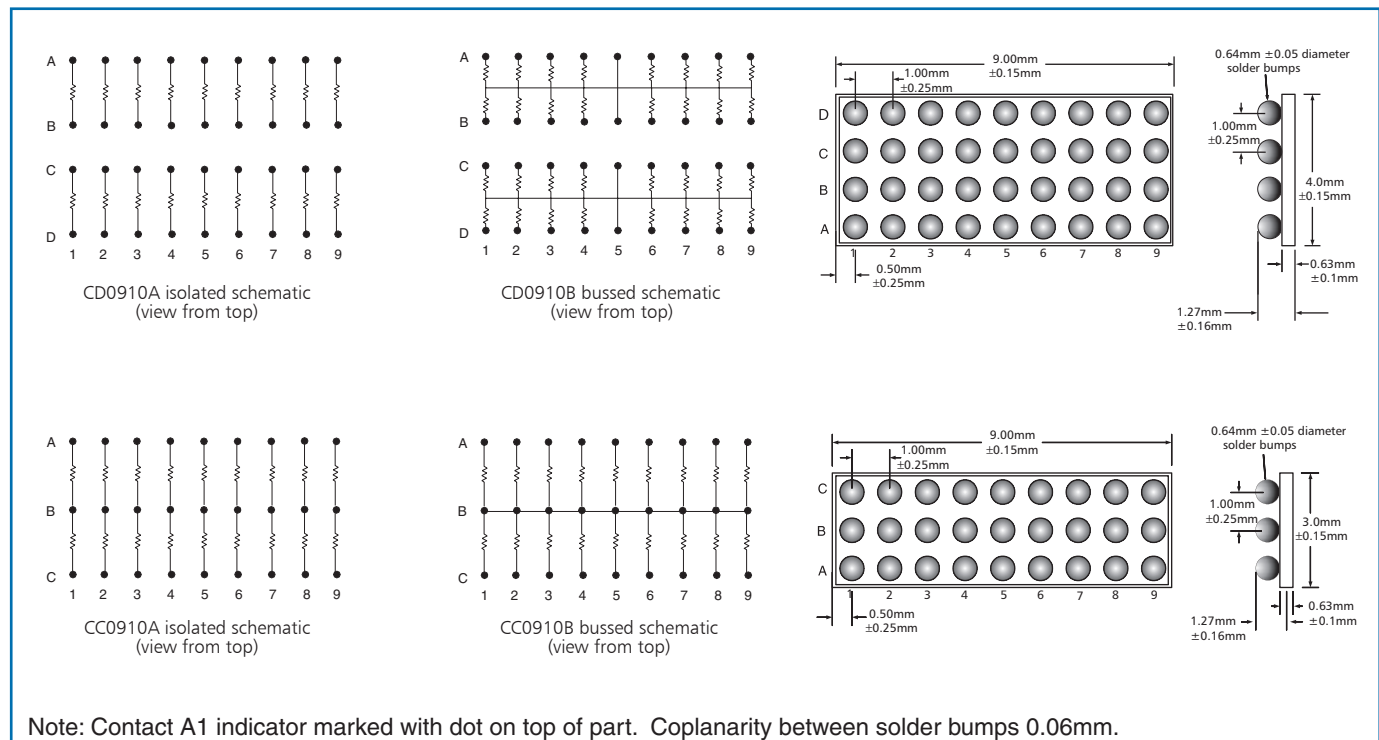 A
B
C
D
1 2 3 4 5 6 7 8 9
CD0910A isolated schematic
(view from top)
A
B
C
D
1 2 3 4 5 6 7 8 9
CD0910B bussed schematic
(view from top)
9.00mm
±0.15mm
1.00mm
±0.25mm
D
C
B
A
1 2 3 4 5 6 7 8 9
0.50mm
±0.25mm
0.64mm ±0.05 diameter
solder bumps
1.00mm
±0.25mm
4.0mm
±0.15mm
0.63mm
±0.1mm
1.27mm
±0.16mm
A
B
C
1 2 3 4 5 6 7 8 9
CC0910A isolated schematic
(view from top)
A
B
C
1 2 3 4 5 6 7 8 9
CC0910B bussed schematic
(view from top)
9.00mm
±0.15mm
1.00mm
±0.25mm
C
B
A
1 2 3 4 5 6 7 8 9
0.50mm
±0.25mm
0.64mm ±0.05 diameter
solder bumps
1.00mm
±0.25mm
3.0mm
±0.15mm
0.63mm
±0.1mm
1.27mm
±0.16mm
Note: Contact A1 indicator marked with dot on top of part. Coplanarity between solder bumps 0.06mm.